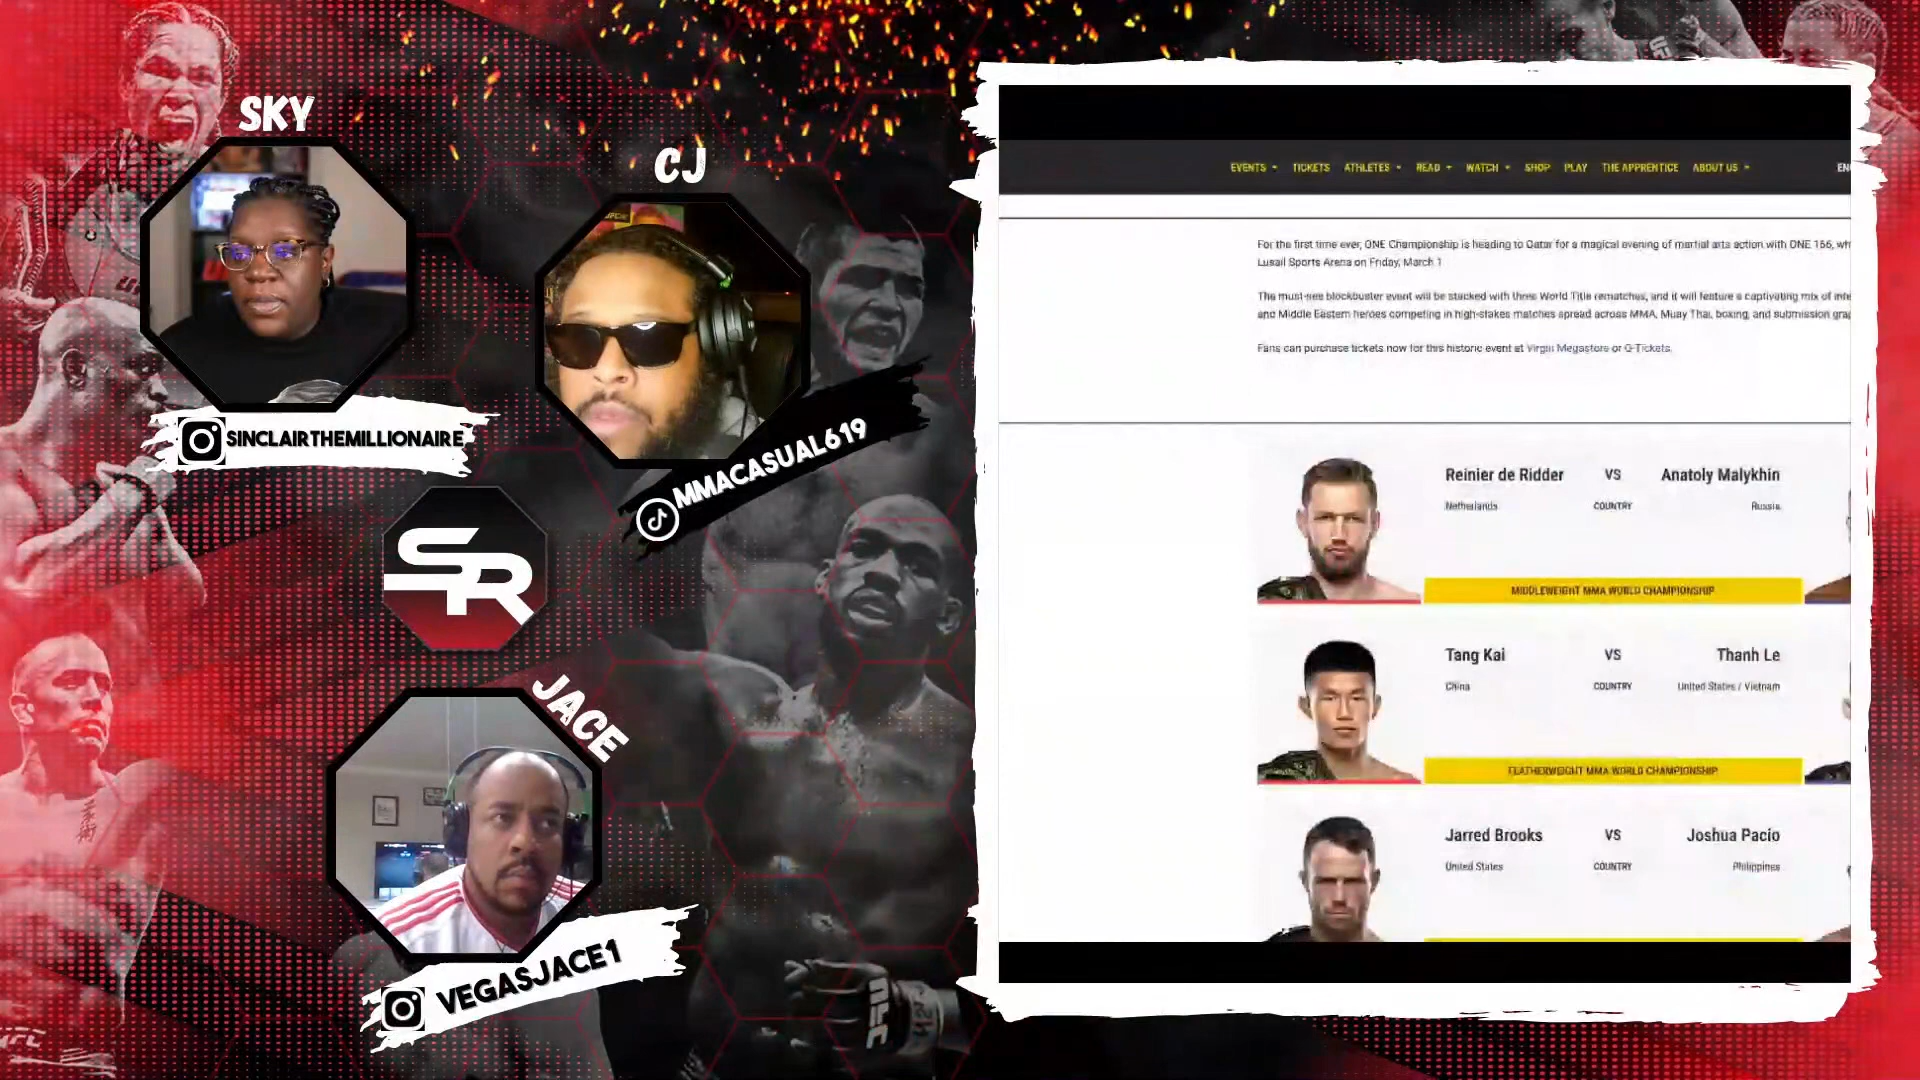 SKY
CJ
SINCLAIRTHEMILLIONAIRE
MMACASUAL619
SR
JACE
VEGASJACE1
EVENTS TICKETS ATHLETES READ WATCH SHOP PLAY THE APPRENTICE ABOUT US EN
For the first time ever, ONE Championship is heading to Qatar for a magical evening of martial arts action with ONE 166, wh
Lusail Sports Arena on Friday, March 1
The must-see blockbuster event will be stacked with three World Title rematches, and it will feature a captivating mix of inte
and Middle Eastern heroes competing in high-stakes matches spread across MMA, Muay Thai, boxing, and submission grap
Fans can purchase tickets now for this historic event at Virgin Megastore or Q-Tickets.
Reinier de Ridder VS Anatoly Malykhin
Netherlands COUNTRY Russia
MIDDLEWEIGHT MMA WORLD CHAMPIONSHIP
Tang Kai VS Thanh Le
China COUNTRY United States / Vietnam
FEATHERWEIGHT MMA WORLD CHAMPIONSHIP
Jarred Brooks VS Joshua Pacio
United States COUNTRY Philippines
UFC